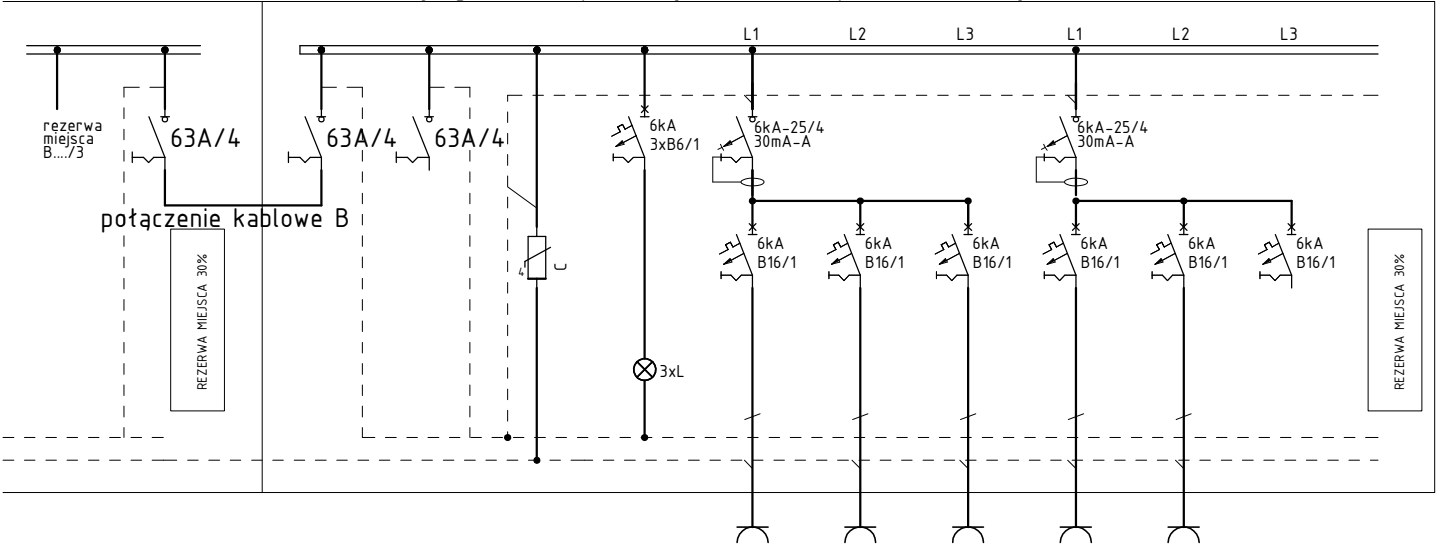 L1
L2
L3
L1
L2
L3
rezerwa
miejsca
B..../3
63A/4
63A/4
63A/4
6kA
3xB6/1
6kA-25/4
30mA-A
6kA-25/4
30mA-A
połączenie kablowe B
REZERWA MIEJSCA 30%
4
C
6kA
B16/1
6kA
B16/1
6kA
B16/1
6kA
B16/1
6kA
B16/1
6kA
B16/1
REZERWA MIEJSCA 30%
3xL